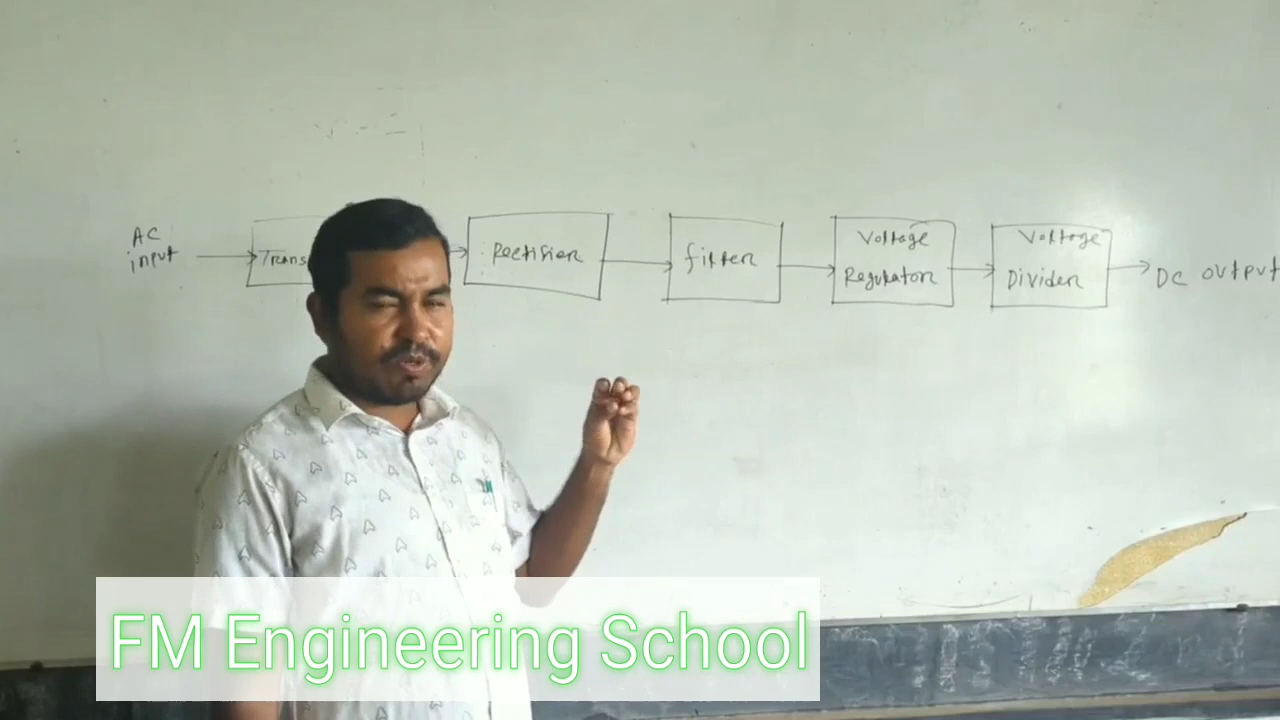 AC
input
Trans
Rectifier
filter
Voltage
Regulator
Voltage
Divider
DC output
FM Engineering School